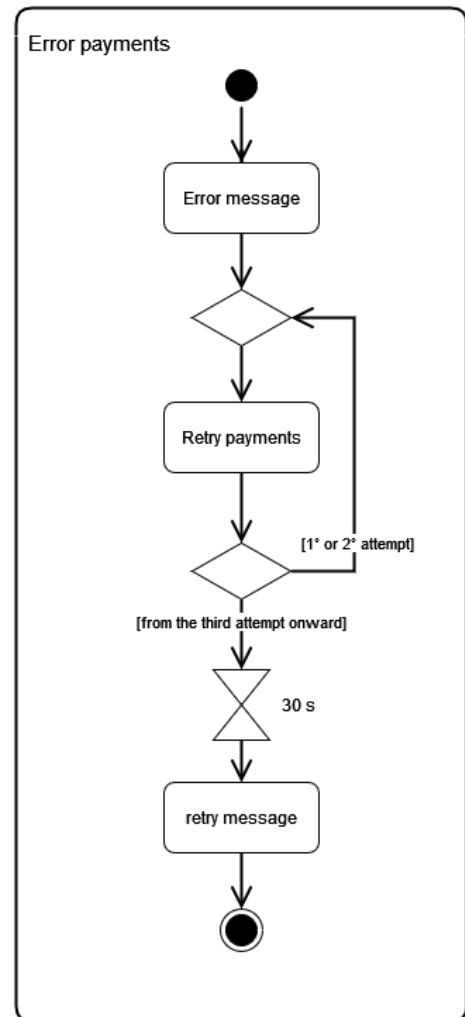 Error payments
Error message
Retry payments
[1° or 2° attempt]
[from the third attempt onward]
30 s
retry message